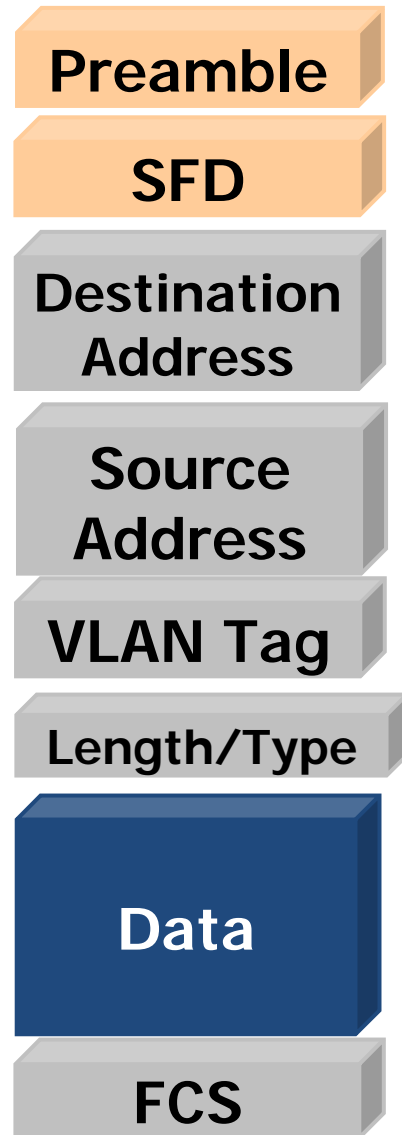 Preamble
SFD
Destination
Address
Source
Address
VLAN Tag
Length/Type
Data
FCS